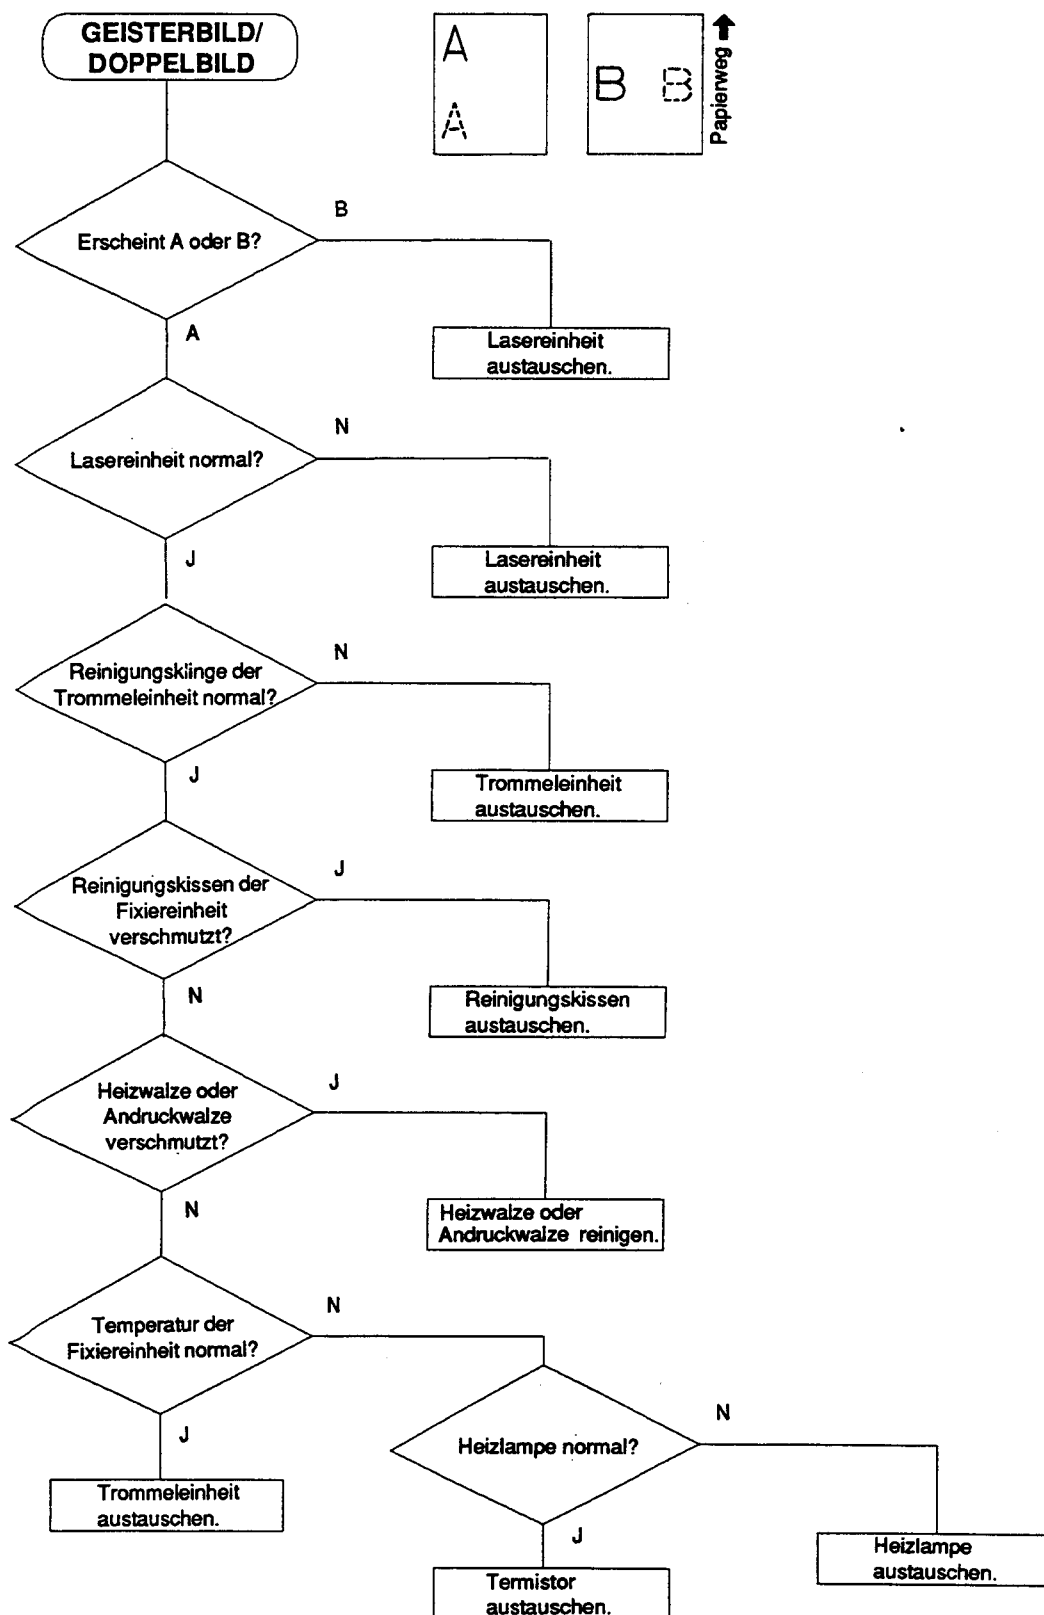 GEISTERBILD/
DOPPELBILD
A
A
B B
Papierweg
Erscheint A oder B?
B
Lasereinheit
austauschen.
A
Lasereinheit normal?
N
Lasereinheit
austauschen.
J
Reinigungsklinge der
Trommeleinheit normal?
N
Trommeleinheit
austauschen.
J
Reinigungskissen der
Fixiereinheit
verschmutzt?
J
Reinigungskissen
austauschen.
N
Heizwalze oder
Andruckwalze
verschmutzt?
J
Heizwalze oder
Andruckwalze reinigen.
N
Temperatur der
Fixiereinheit normal?
N
J
Trommeleinheit
austauschen.
Heizlampe normal?
N
Heizlampe
austauschen.
J
Termistor
austauschen.